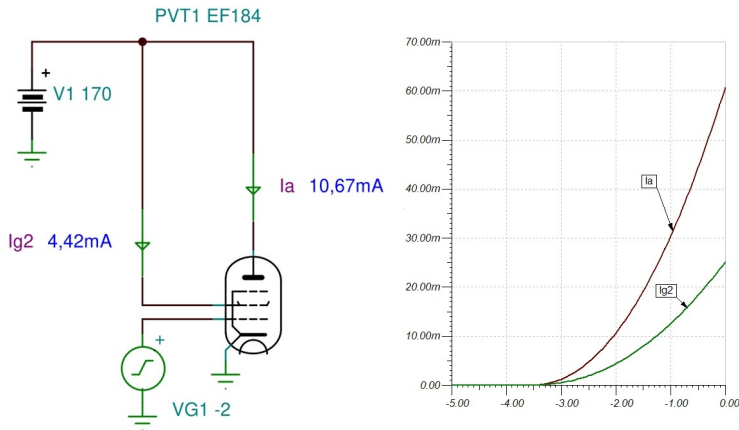 PVT1 EF184
+
V1 170
Ia 10,67mA
Ig2 4,42mA
+
VG1 -2
70.00m
60.00m
50.00m
40.00m
30.00m
20.00m
10.00m
0.00
Ia
Ig2
-5.00 -4.00 -3.00 -2.00 -1.00 0.00